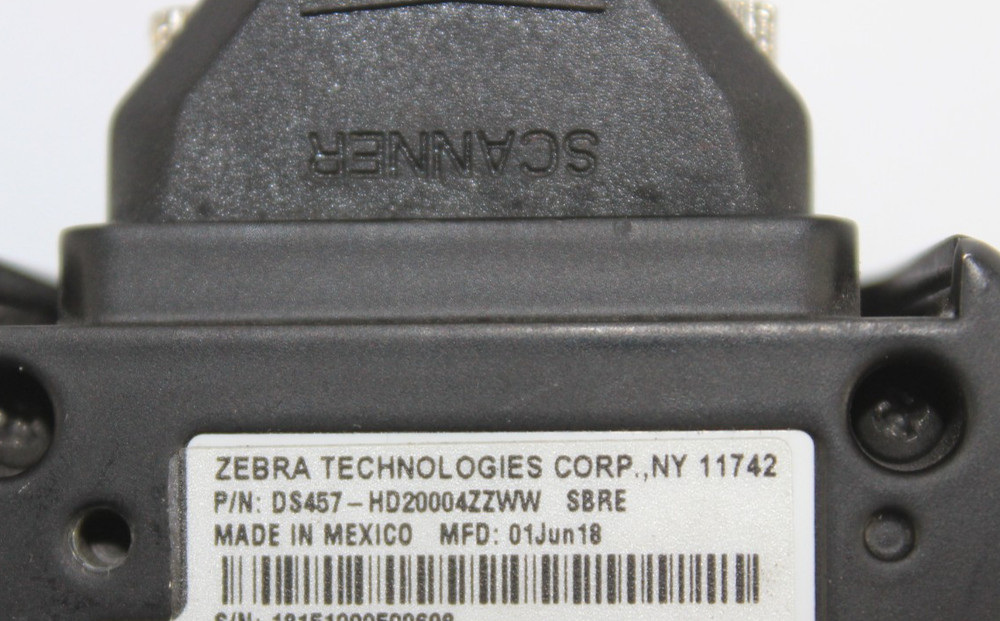 SCANNER
ZEBRA TECHNOLOGIES CORP.,NY 11742
P/N: DS457-HD20004ZZWW SBRE
MADE IN MEXICO MFD: 01Jun18
S/N: